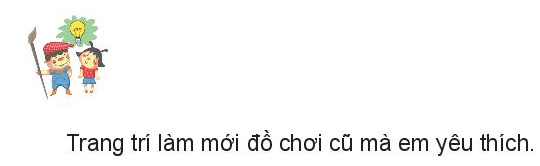 Trang trí làm mới đồ chơi cũ mà em yêu thích.